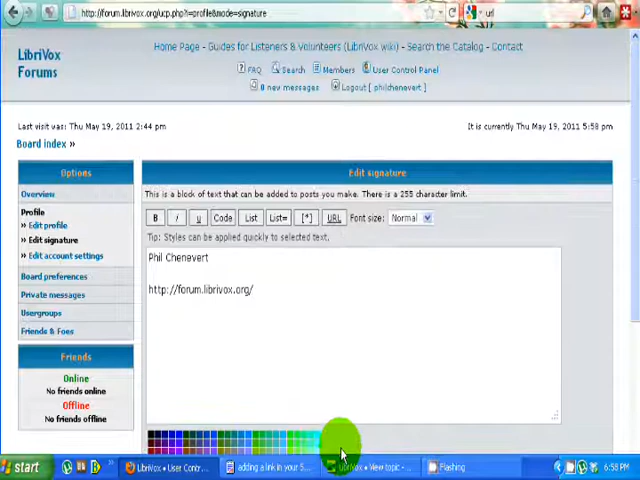 http://forum.librivox.org/ucp.php?i=profile&mode=signature
url
LibriVox
Forums
Home Page - Guides for Listeners & Volunteers (LibriVox wiki) - Search the Catalog - Contact
FAQ Search Members User Control Panel
0 new messages Logout [ philchenevert ]
Last visit was: Thu May 19, 2011 2:44 pm
It is currently Thu May 19, 2011 5:58 pm
Board index »
Options
Overview
Profile
» Edit profile
» Edit signature
» Edit account settings
Board preferences
Private messages
Usergroups
Friends & Foes
Friends
Online
No friends online
Offline
No friends offline
Edit signature
This is a block of text that can be added to posts you make. There is a 255 character limit.
B i u Code List List= [*] URL Font size: Normal
Tip: Styles can be applied quickly to selected text.
Phil Chenevert
http://forum.librivox.org/
start
LibriVox • User Contr...
adding a link in your S...
LibriVox • View topic - ...
Flashing
6:58 PM